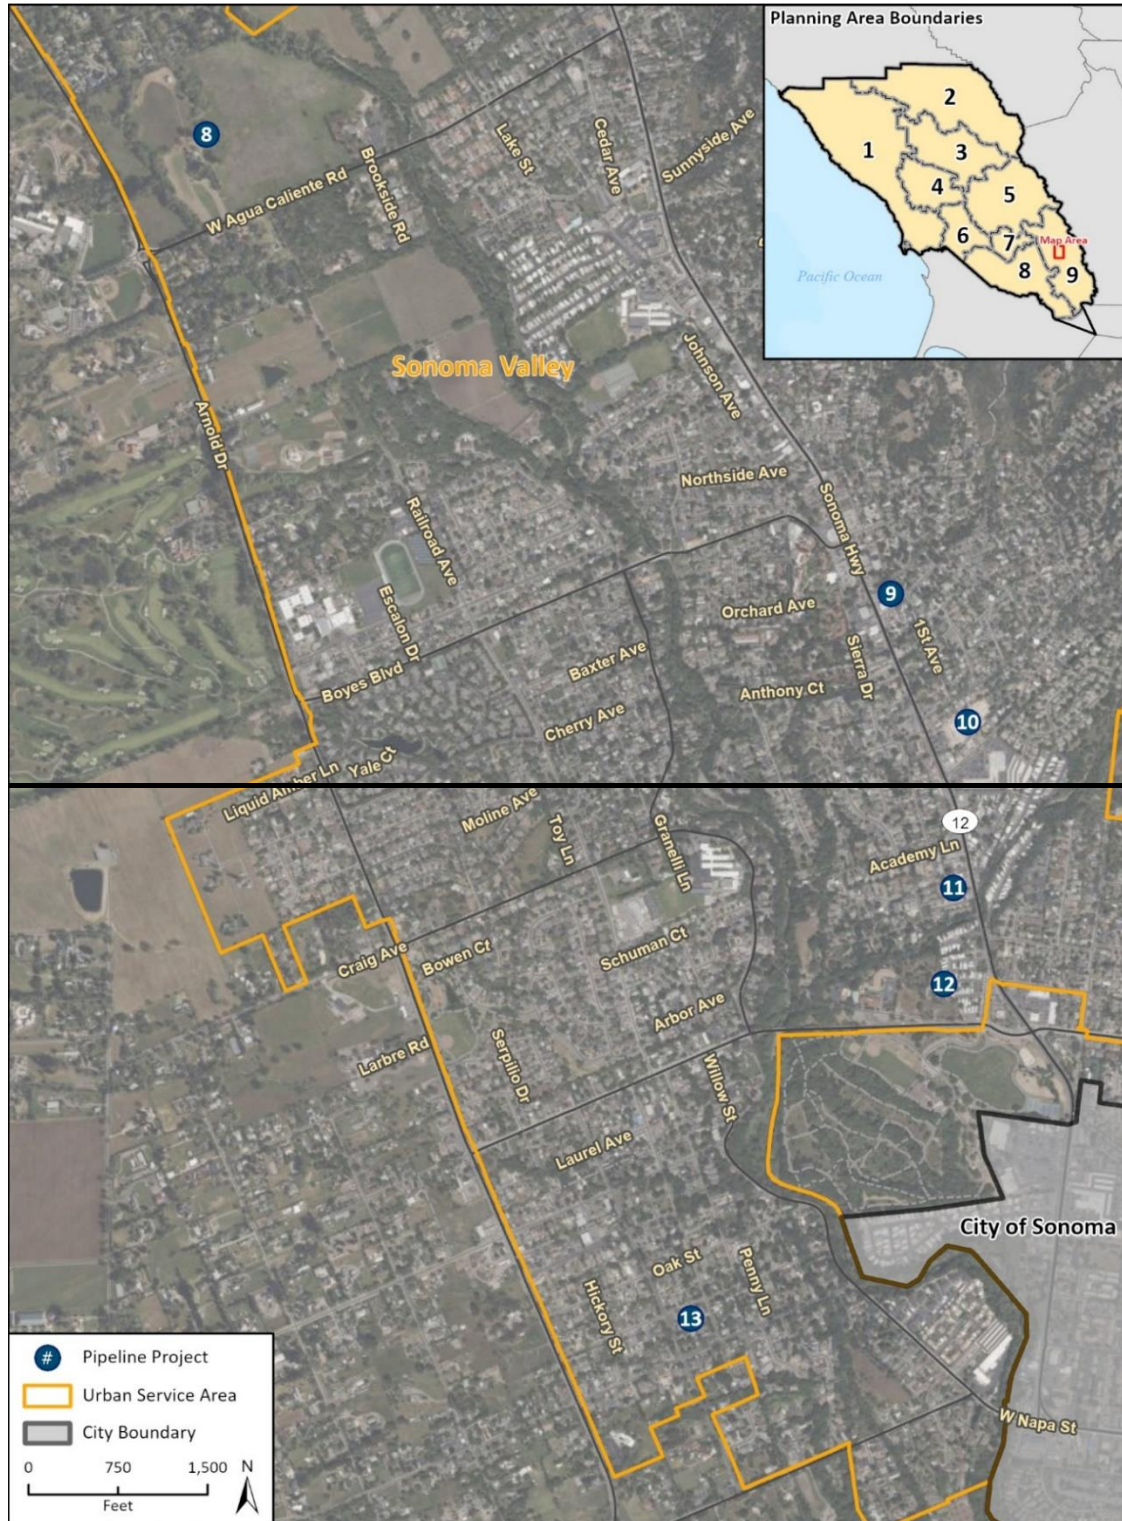 Planning Area Boundaries
2
1
3
4
5
6
7
Map Area
8
9
Pacific Ocean
8
W Agua Caliente Rd
Brookside Rd
Lake St
Cedar Ave
Sunnyside Ave
Sonoma Valley
Johnson Ave
Arnold Dr
Northside Ave
Sonoma Hwy
Railroad Ave
Escalon Dr
9
Orchard Ave
1St Ave
Baxter Ave
Sierra Dr
Boyes Blvd
Anthony Ct
Cherry Ave
10
Yale Ct
Liquid Amber Ln
Moline Ave
Toy Ln
Granelli Ln
12
Academy Ln
11
Craig Ave
Bowen Ct
Schuman Ct
12
Arbor Ave
Larbre Rd
Serpilio Dr
Willow St
Laurel Ave
City of Sonoma
Oak St
Penny Ln
Hickory St
13
W Napa St
# Pipeline Project
Urban Service Area
City Boundary
0 750 1,500
Feet
N